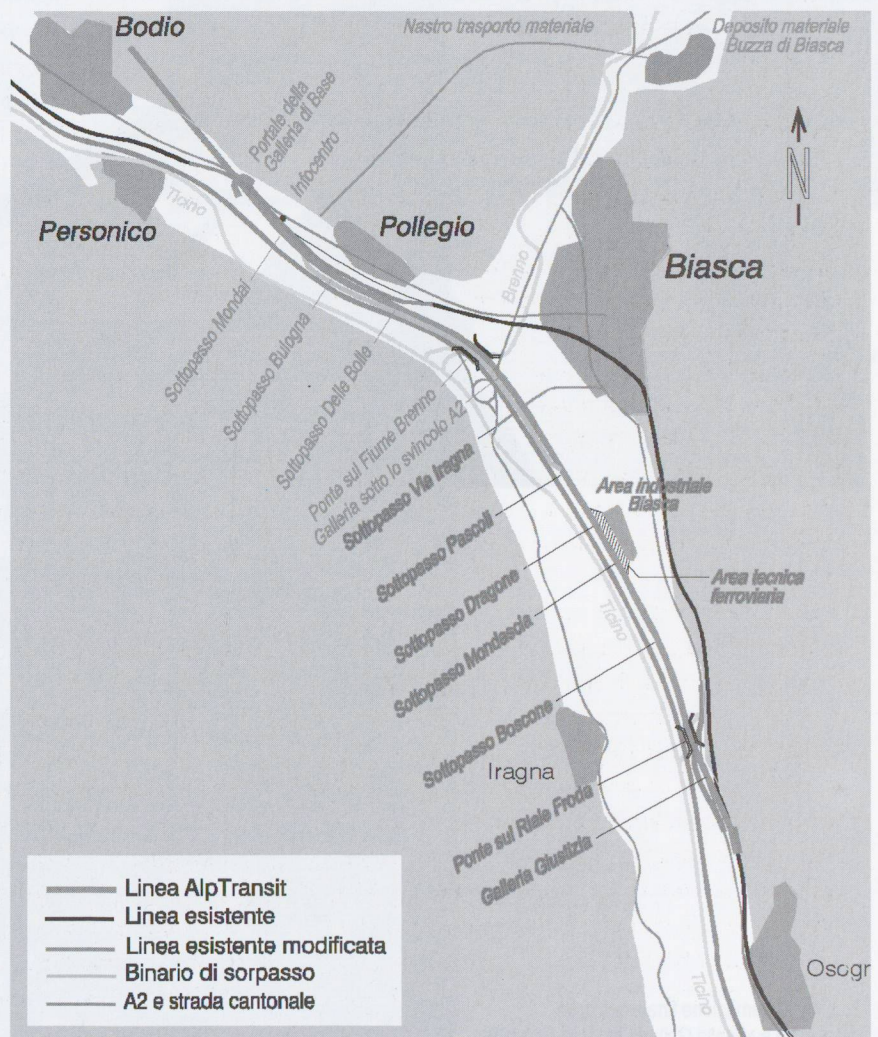 Bodio
Nastro trasporto materiale
Deposito materiale
Buzza di Biasca
Portale della
Galleria di Base
Infocentro
N
Ticino
Personico
Pollegio
Brenno
Biasca
Sottopasso Mondai
Sottopasso Bulogna
Sottopasso Delle Bolle
Ponte sul Fiume Brenno
Galleria sotto lo svincolo A2
Sottopasso Via Iragna
Sottopasso Pascoli
Area industriale
Biasca
Sottopasso Dragone
Area tecnica
ferroviaria
Sottopasso Mondascia
Ticino
Sottopasso Boscone
Iragna
Ponte sul Riale Froda
Galleria Giustizia
Linea AlpTransit
Linea esistente
Linea esistente modificata
Binario di sorpasso
A2 e strada cantonale
Osogr
Ticino